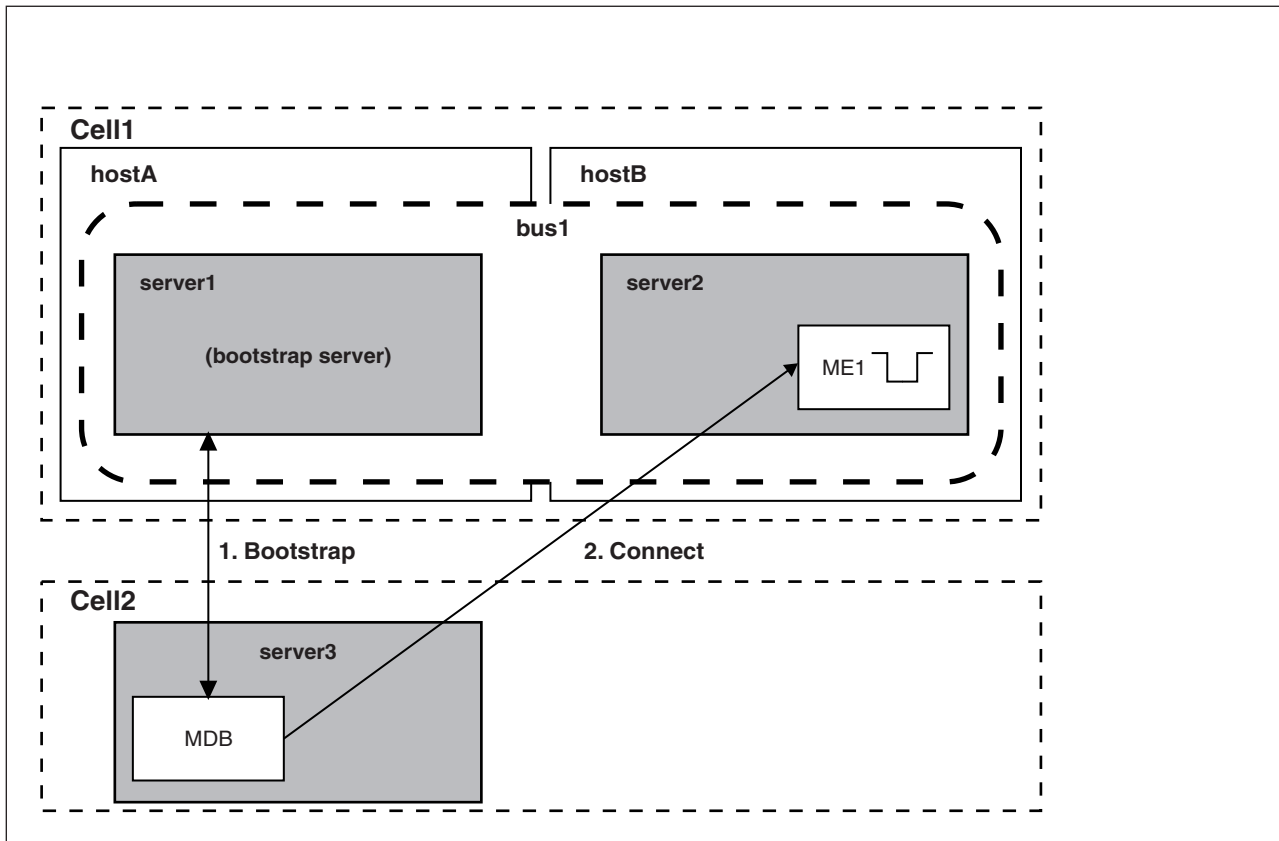 Cell1
hostA
hostB
bus1
server1
server2
(bootstrap server)
ME1
1. Bootstrap
2. Connect
Cell2
server3
MDB